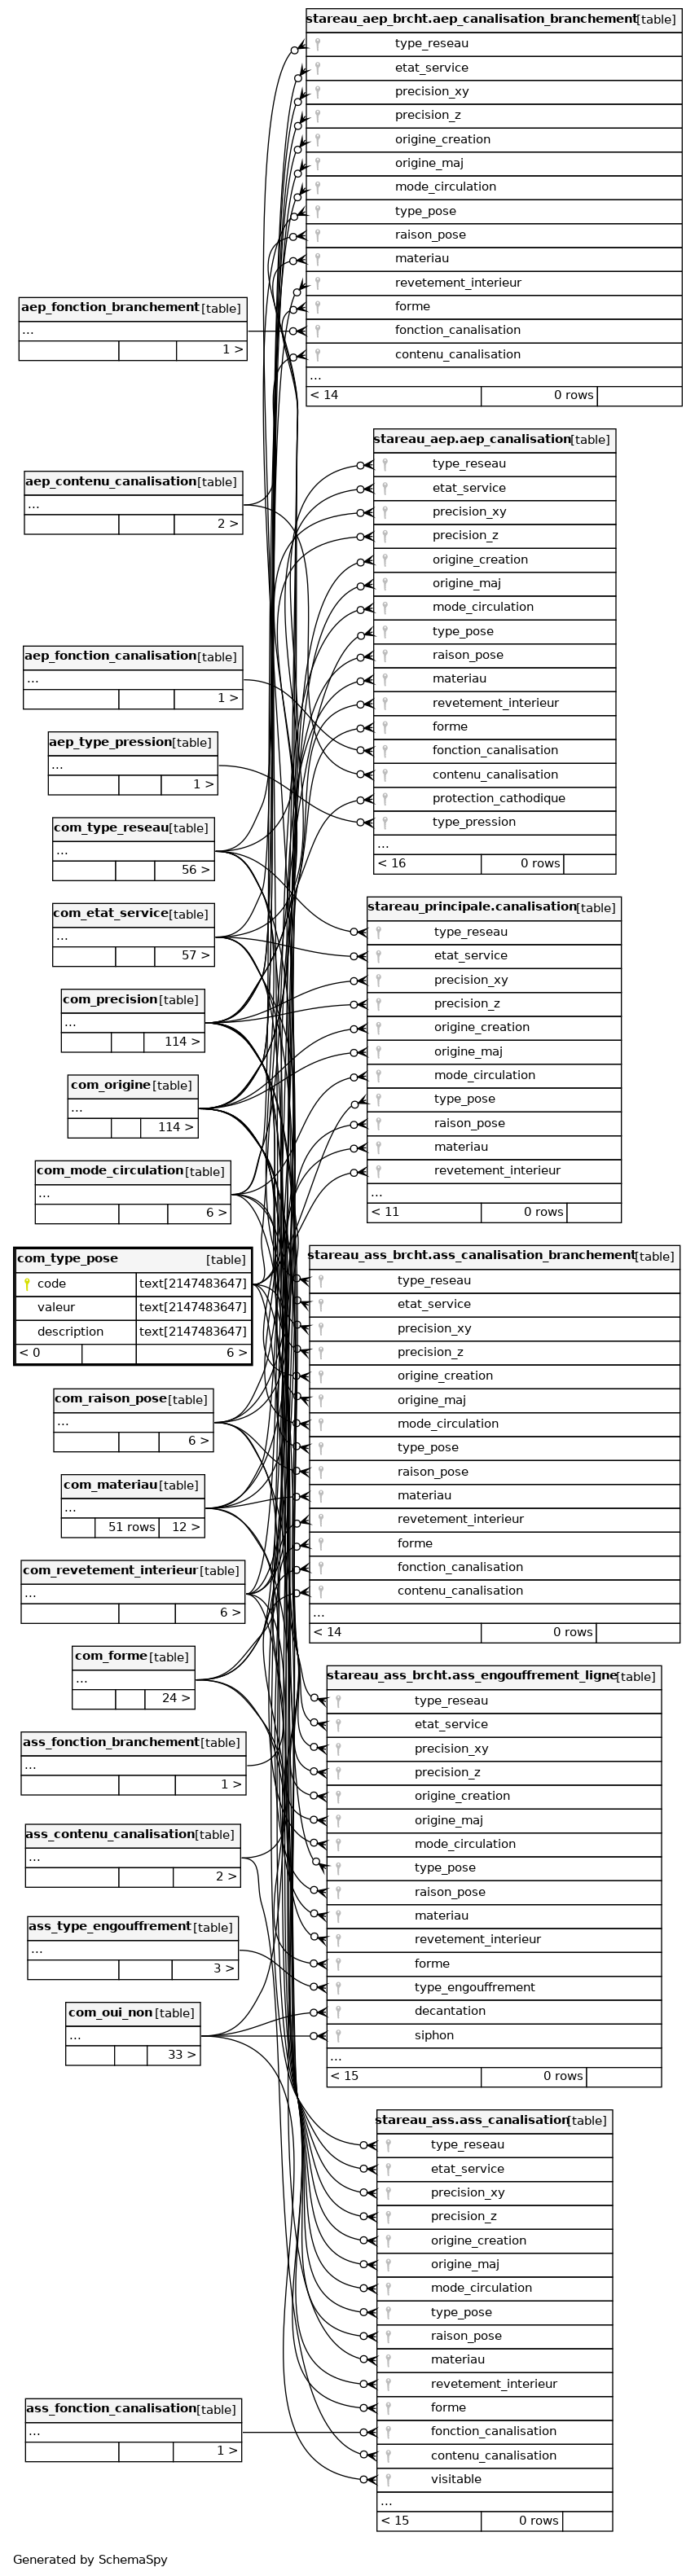 stareau_aep_brcht.aep_canalisation_branchement[table]
type_reseau
etat_service
precision_xy
precision_z
origine_creation
origine_maj
mode_circulation
type_pose
raison_pose
materiau
revetement_interieur
forme
fonction_canalisation
contenu_canalisation
...
< 14 0 rows
aep_fonction_branchement[table]
...
1 >
stareau_aep.aep_canalisation[table]
type_reseau
etat_service
precision_xy
precision_z
origine_creation
origine_maj
mode_circulation
type_pose
raison_pose
materiau
revetement_interieur
forme
fonction_canalisation
contenu_canalisation
protection_cathodique
type_pression
...
< 16 0 rows
aep_contenu_canalisation[table]
...
2 >
aep_fonction_canalisation[table]
...
1 >
aep_type_pression[table]
...
1 >
com_type_reseau[table]
...
56 >
com_etat_service[table]
...
57 >
com_precision[table]
...
114 >
com_origine[table]
...
114 >
com_mode_circulation[table]
...
6 >
stareau_principale.canalisation[table]
type_reseau
etat_service
precision_xy
precision_z
origine_creation
origine_maj
mode_circulation
type_pose
raison_pose
materiau
revetement_interieur
...
< 11 0 rows
com_type_pose [table]
code text[2147483647]
valeur text[2147483647]
description text[2147483647]
< 0 6 >
com_raison_pose[table]
...
6 >
com_materiau[table]
...
51 rows 12 >
com_revetement_interieur[table]
...
6 >
com_forme[table]
...
24 >
stareau_ass_brcht.ass_canalisation_branchement[table]
type_reseau
etat_service
precision_xy
precision_z
origine_creation
origine_maj
mode_circulation
type_pose
raison_pose
materiau
revetement_interieur
forme
fonction_canalisation
contenu_canalisation
...
< 14 0 rows
ass_fonction_branchement[table]
...
1 >
ass_contenu_canalisation[table]
...
2 >
ass_type_engouffrement[table]
...
3 >
com_oui_non[table]
...
33 >
stareau_ass_brcht.ass_engouffrement_ligne[table]
type_reseau
etat_service
precision_xy
precision_z
origine_creation
origine_maj
mode_circulation
type_pose
raison_pose
materiau
revetement_interieur
forme
type_engouffrement
decantation
siphon
...
< 15 0 rows
stareau_ass.ass_canalisation[table]
type_reseau
etat_service
precision_xy
precision_z
origine_creation
origine_maj
mode_circulation
type_pose
raison_pose
materiau
revetement_interieur
forme
fonction_canalisation
contenu_canalisation
visitable
...
< 15 0 rows
ass_fonction_canalisation[table]
...
1 >
Generated by SchemaSpy